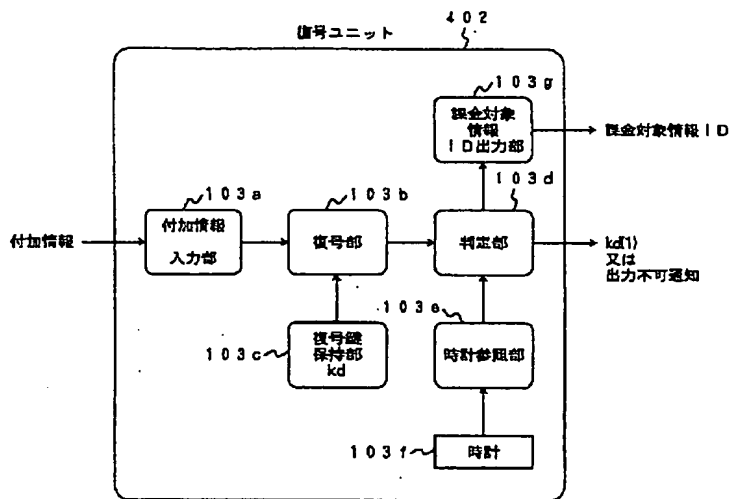 402
復号ユニット
103g
課金対象
情報
ID出力部
課金対象情報ID
103a
103b
103d
付加情報
付加情報
入力部
復号部
判定部
kd(1)
又は
出力不可通知
103e
103c
復号鍵
保持部
kd
時計参照部
103f
時計